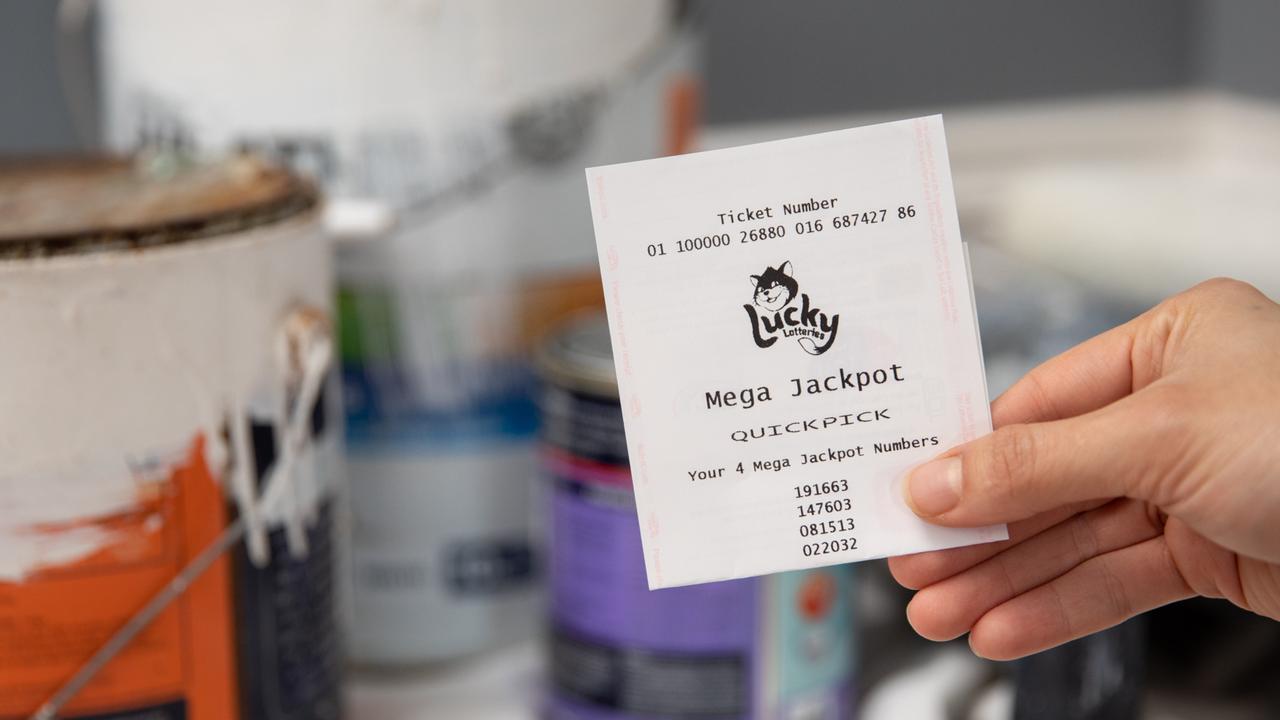 Ticket Number
01 100000 26880 016 687427 86
Lucky
Lotteries
Mega Jackpot
QUICKPICK
Your 4 Mega Jackpot Numbers
191663
147603
081513
022032